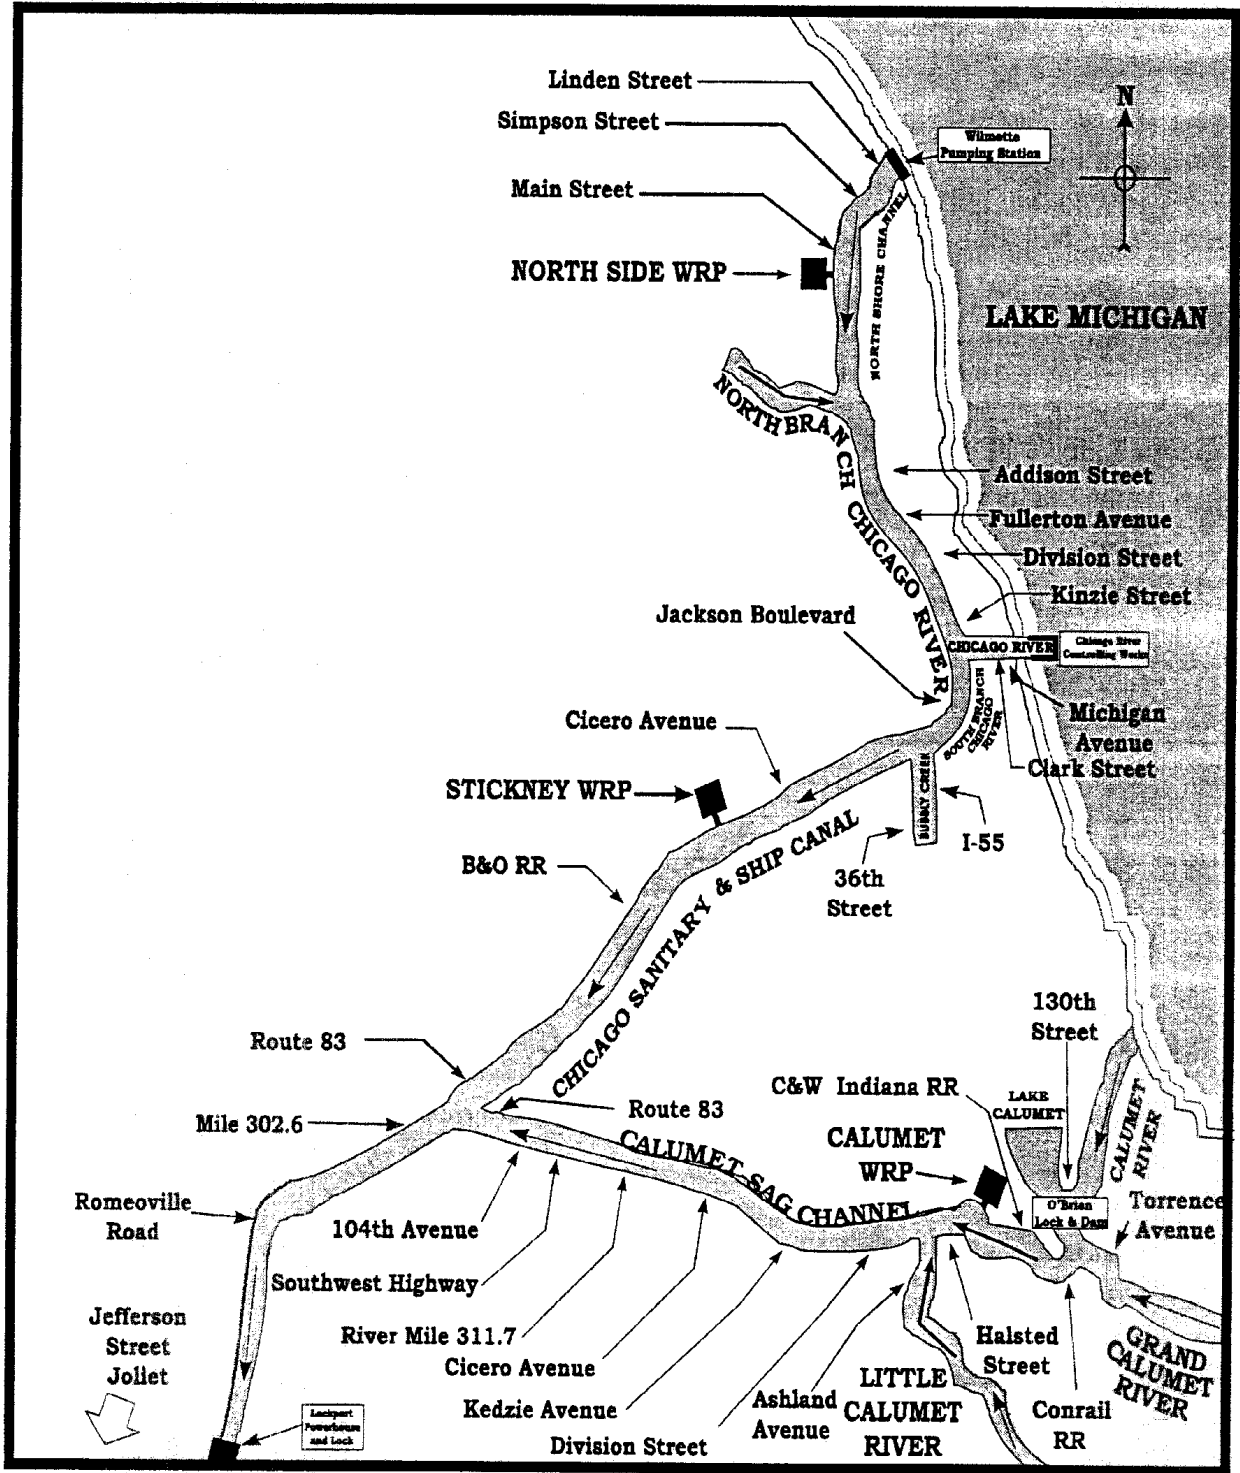 Linden Street
Simpson Street
Wilmette
Pumping Station
N
Main Street
NORTH SHORE CHANNEL
NORTH SIDE WRP
LAKE MICHIGAN
NORTH BRANCH CHICAGO RIVER
Addison Street
Fullerton Avenue
Division Street
Kinzie Street
Jackson Boulevard
CHICAGO RIVER
Chicago River
Controlling Works
SOUTH BRANCH
CHICAGO
RIVER
Michigan
Avenue
Clark Street
Cicero Avenue
STICKNEY WRP
BUBBLY CREEK
I-55
B&O RR
36th
Street
CHICAGO SANITARY & SHIP CANAL
130th
Street
Route 83
C&W Indiana RR
LAKE
CALUMET
CALUMET
RIVER
Route 83
Mile 302.6
CALUMET
WRP
CALUMET-SAG CHANNEL
O'Brian
Lock & Dam
Torrence
Avenue
Romeoville
Road
104th Avenue
Southwest Highway
River Mile 311.7
Cicero Avenue
Kedzie Avenue
Division Street
Ashland
Avenue
LITTLE
CALUMET
RIVER
Halsted
Street
Conrail
RR
GRAND
CALUMET
RIVER
Jefferson
Street
Joliet
Lockport
Powerhouse
and Lock